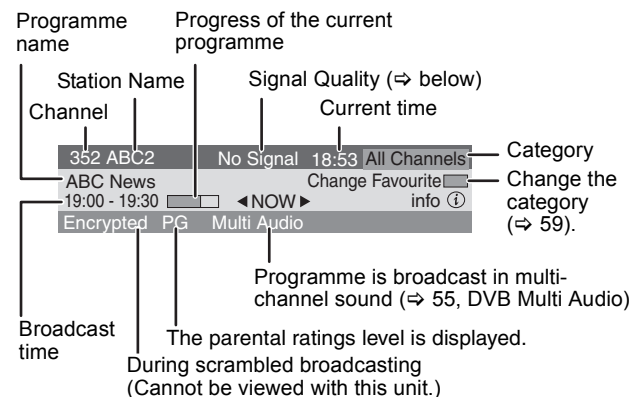 Programme
name
Progress of the current
programme
Station Name
Signal Quality (⇨ below)
Channel
Current time
352 ABC2 No Signal 18:53 All Channels
Category
ABC News Change Favourite
19:00 - 19:30 ◀NOW▶ info ⓘ
Change the
category
(⇨ 59).
Encrypted PG Multi Audio
Programme is broadcast in multi-
channel sound (⇨ 55, DVB Multi Audio)
Broadcast
time
The parental ratings level is displayed.
During scrambled broadcasting
(Cannot be viewed with this unit.)